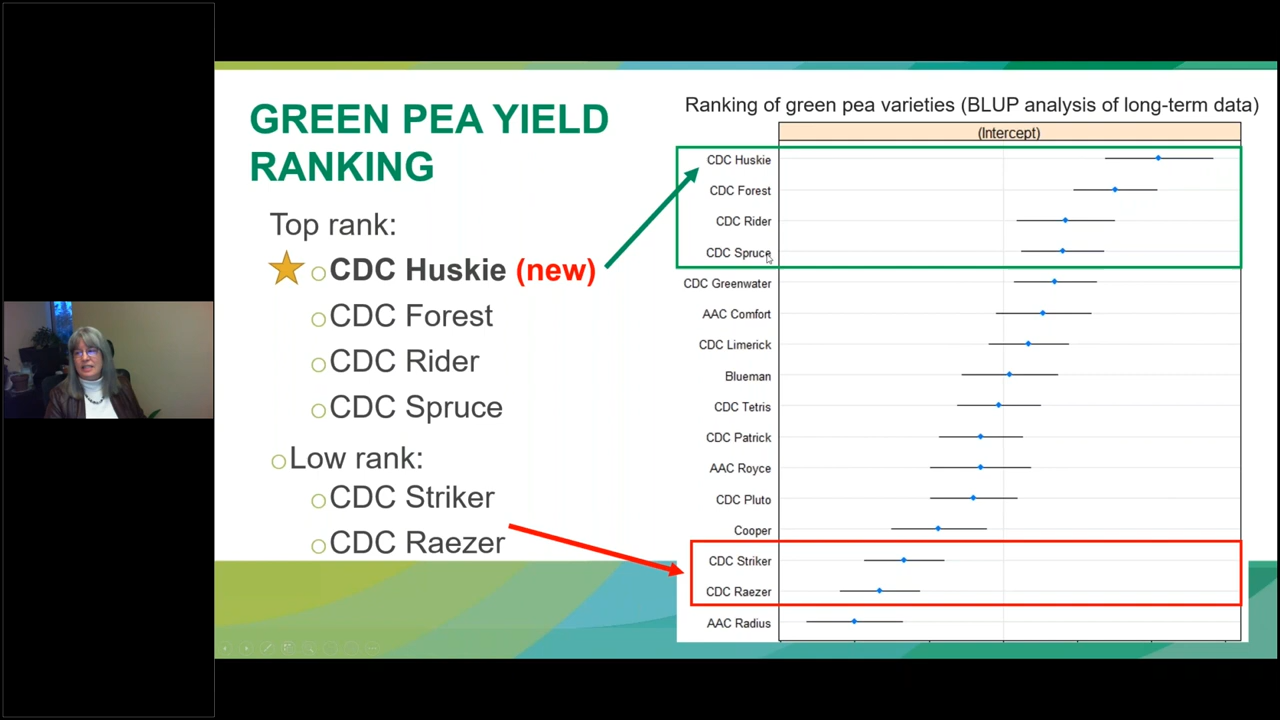 GREEN PEA YIELD
RANKING
Top rank:
CDC Huskie (new)
CDC Forest
CDC Rider
CDC Spruce
Low rank:
CDC Striker
CDC Raezer
Ranking of green pea varieties (BLUP analysis of long-term data)
(Intercept)
CDC Huskie
CDC Forest
CDC Rider
CDC Spruce
CDC Greenwater
AAC Comfort
CDC Limerick
Blueman
CDC Tetris
CDC Patrick
AAC Royce
CDC Pluto
Cooper
CDC Striker
CDC Raezer
AAC Radius